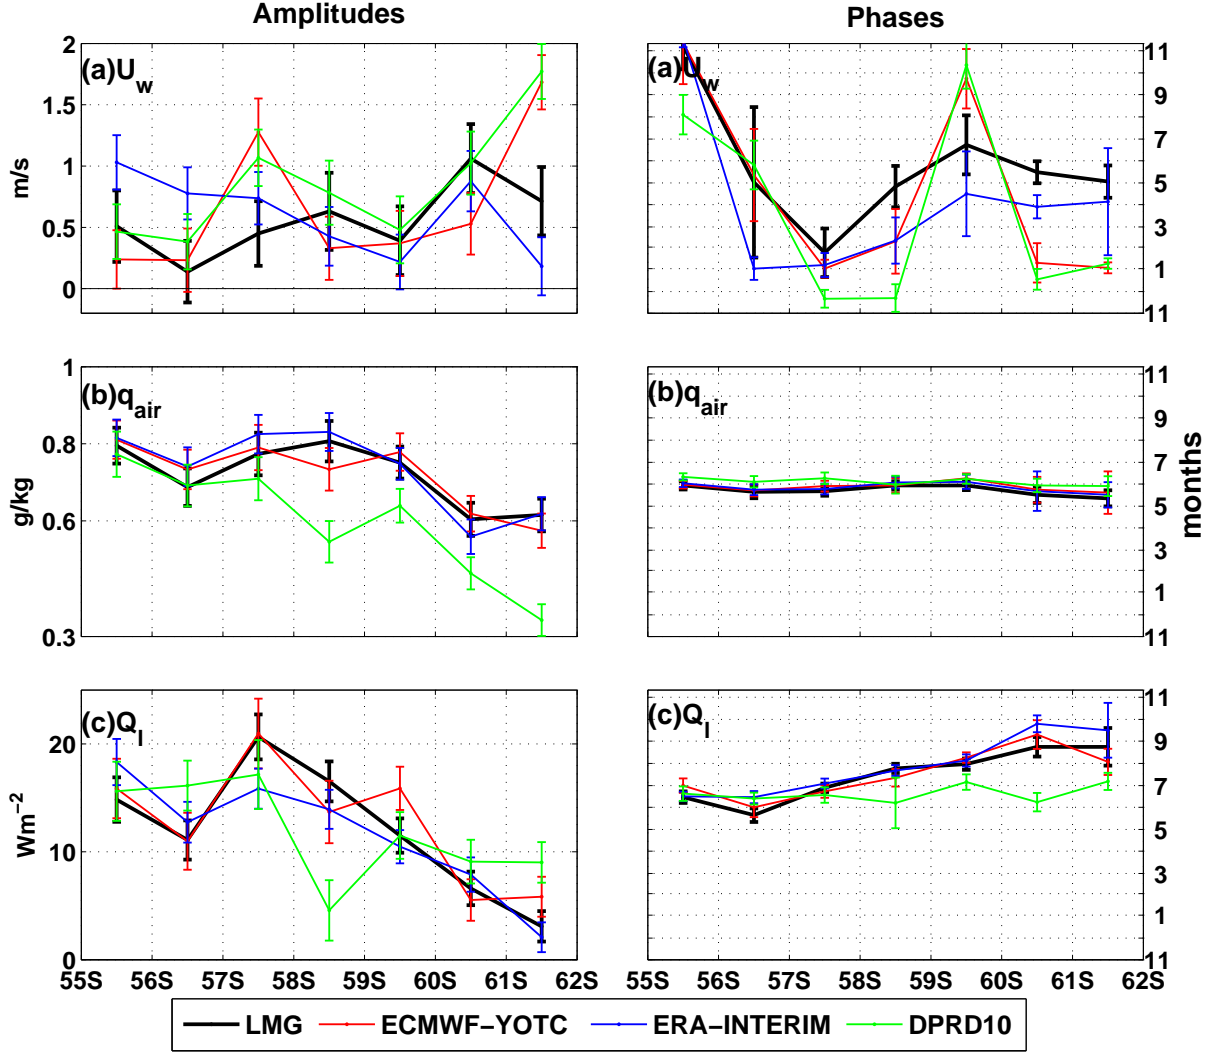 Amplitudes
Phases
(a)U_w
2
1.5
1
0.5
0
m/s
(a)U_w
11
9
7
5
3
1
11
(b)q_air
1
0.8
0.6
0.3
g/kg
(b)q_air
11
9
7
5
3
1
11
months
(c)Q_l
20
10
0
Wm⁻²
55S 56S 57S 58S 59S 60S 61S 62S
(c)Q_l
11
9
7
5
3
1
11
55S 56S 57S 58S 59S 60S 61S 62S
LMG ECMWF−YOTC ERA−INTERIM DPRD10